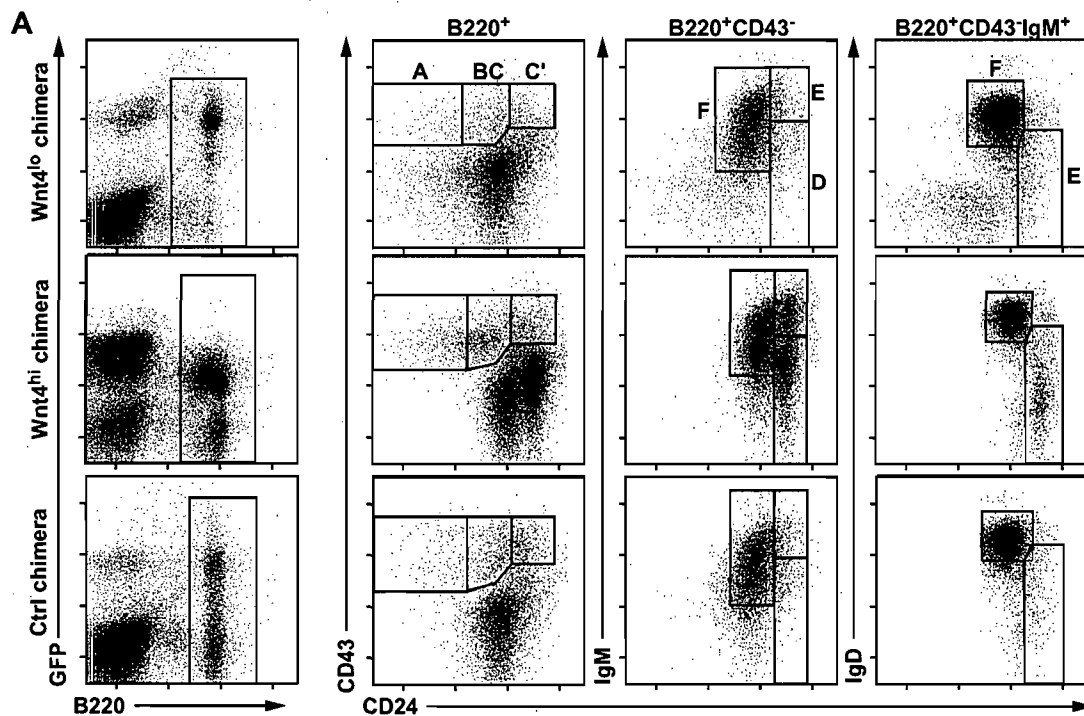 A
B220⁺
B220⁺CD43⁻
B220⁺CD43⁻IgM⁺
Wnt4ˡᵒ chimera
A
BC
C'
F
E
D
F
E
Wnt4ʰⁱ chimera
Ctrl chimera
GFP
CD43
IgM
IgD
B220
CD24